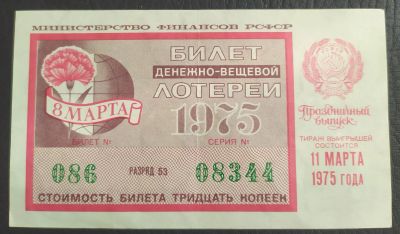 МИНИСТЕРСТВО ФИНАНСОВ РСФСР
БИЛЕТ
ДЕНЕЖНО-ВЕЩЕВОЙ
ЛОТЕРЕИ
8 МАРТА
1975
БИЛЕТ № СЕРИЯ №
086 РАЗРЯД 53 08344
СТОИМОСТЬ БИЛЕТА ТРИДЦАТЬ КОПЕЕК
Праздничный
выпуск
ТИРАЖ ВЫИГРЫШЕЙ
СОСТОИТСЯ
11 МАРТА
1975 ГОДА